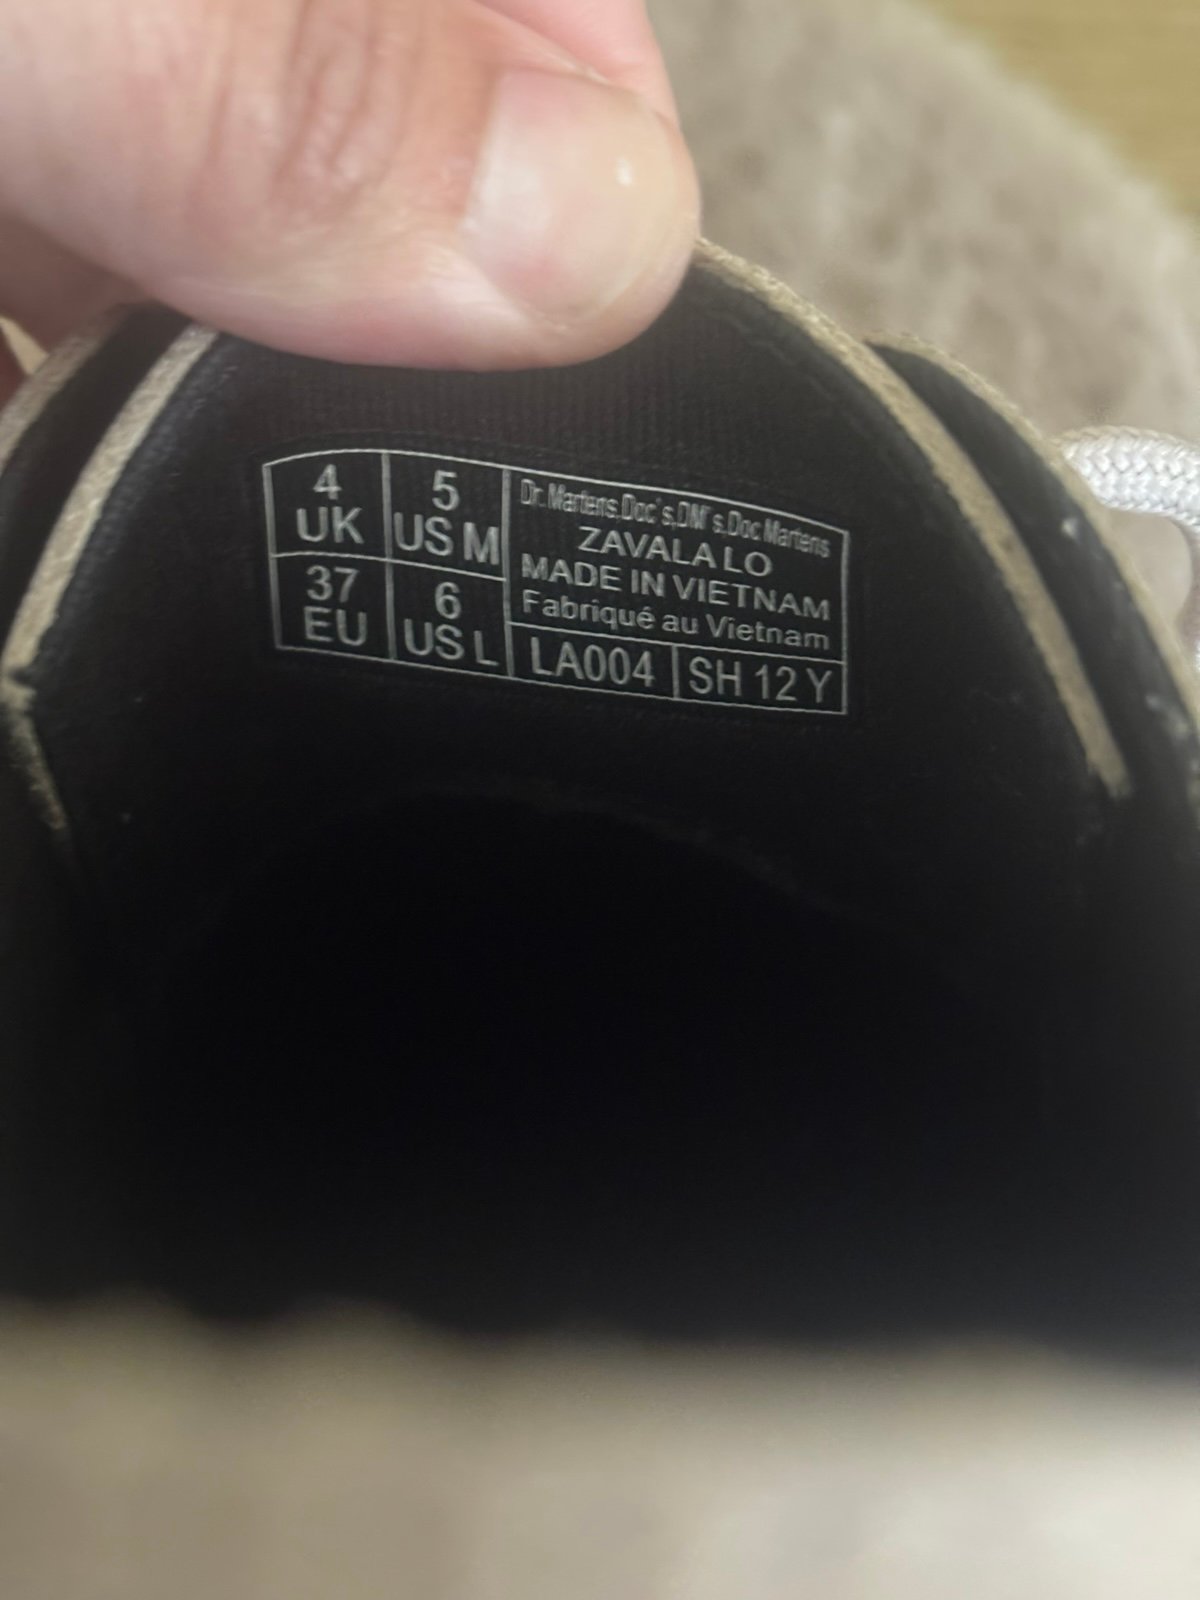 4
UK
5
US M
37
EU
6
US L
Dr. Martens,Doc's,DM's,Doc Martens
ZAVALA LO
MADE IN VIETNAM
Fabriqué au Vietnam
LA004
SH 12 Y